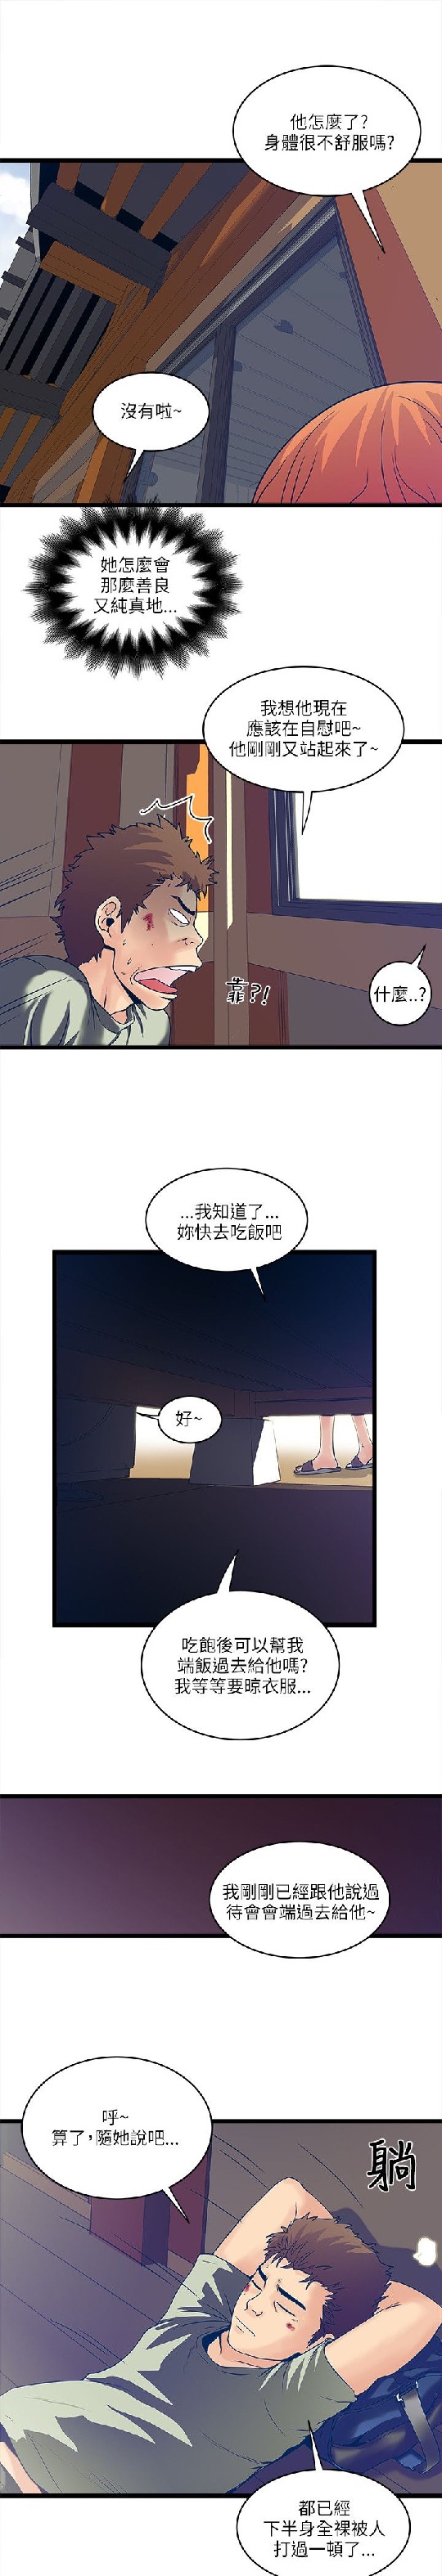 他怎麼了?
身體很不舒服嗎?
沒有啦~
她怎麼會
那麼善良
又純真地...
我想他現在
應該在自慰吧~
他剛剛又站起來了~
靠?!
什麼..?
...我知道了...
妳快去吃飯吧
好~
吃飽後可以幫我
端飯過去給他嗎?
我等等要晾衣服...
我剛剛已經跟他說過
待會會端過去給他~
呼~
算了,隨她說吧...
躺
都已經
下半身全裸被人
打過一頓了...